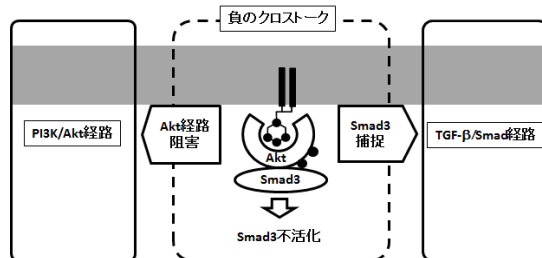 負のクロストーク
PI3K/Akt経路
Akt経路
阻害
Akt
Smad3
Smad3
捕捉
TGF-β/Smad経路
Smad3不活化